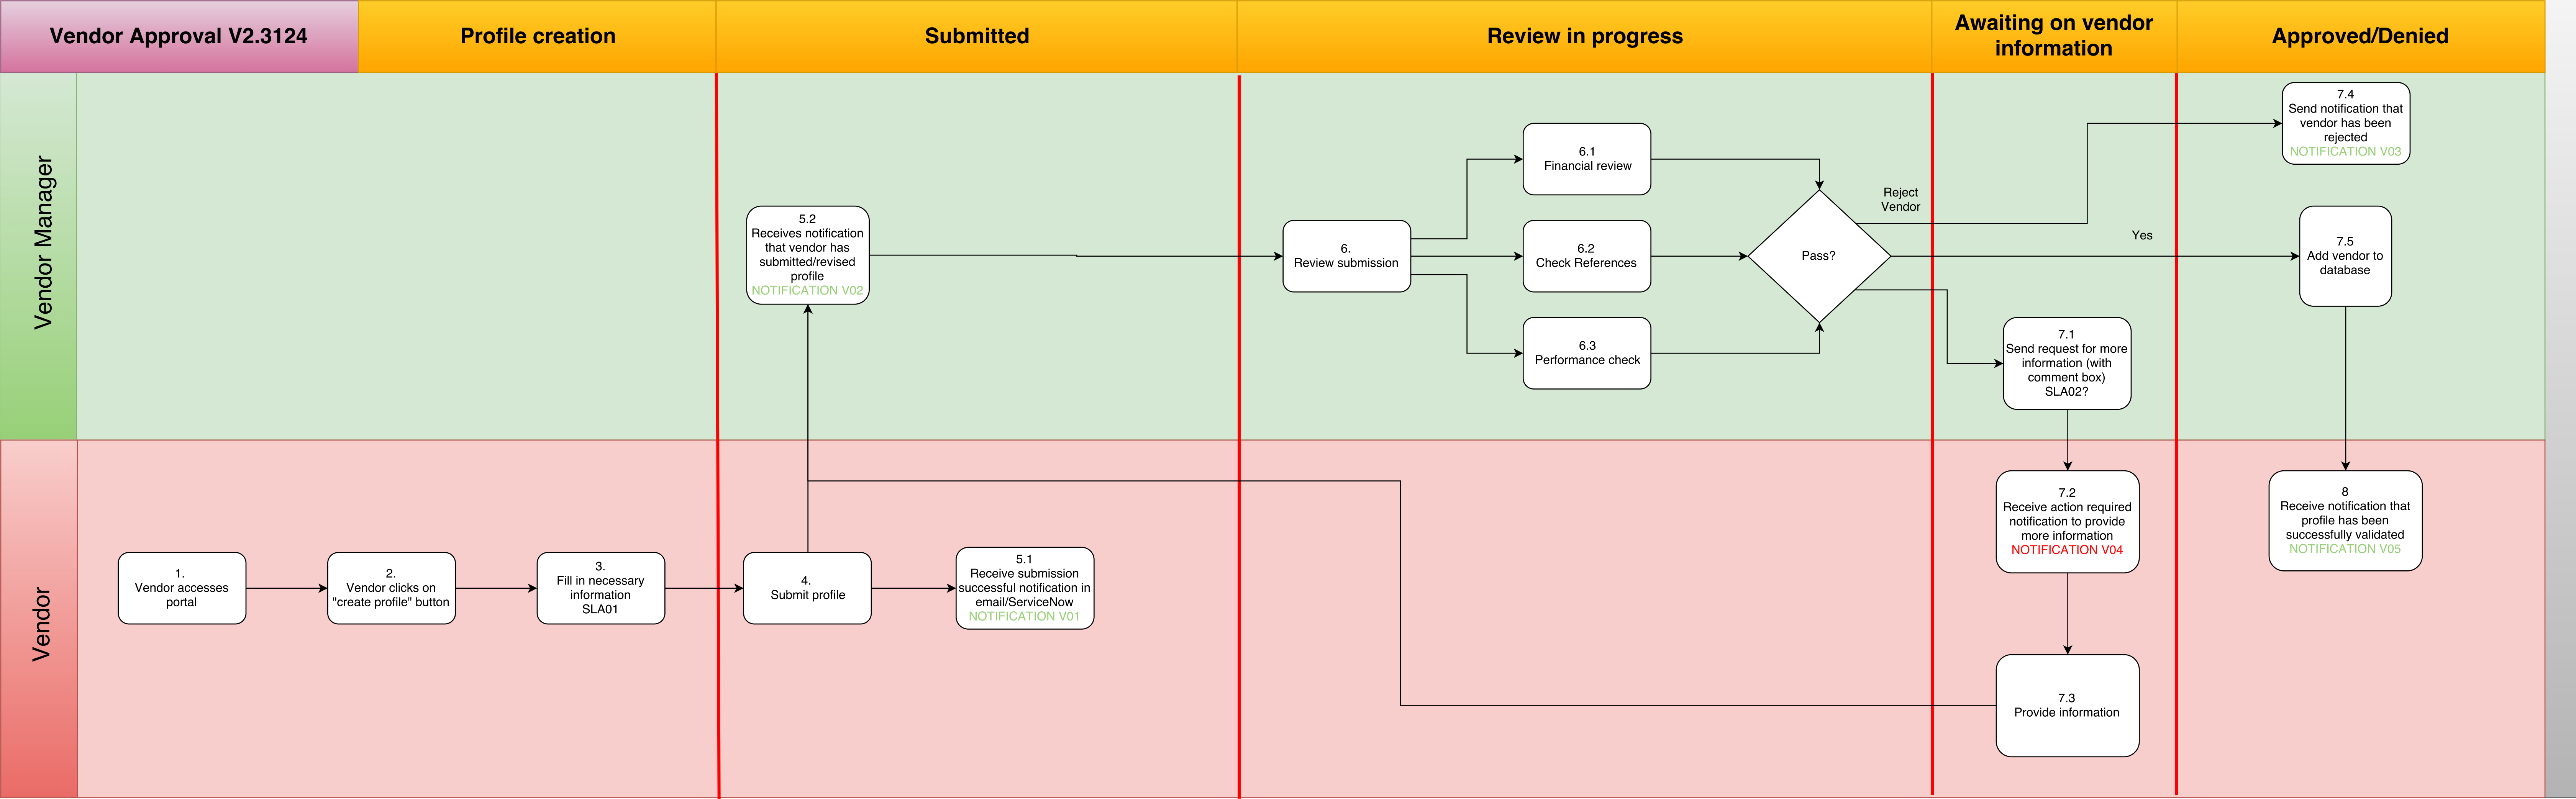 Vendor Approval V2.3124
Profile creation
Submitted
Review in progress
Awaiting on vendor
information
Approved/Denied
Vendor Manager
5.2
Receives notification
that vendor has
submitted/revised
profile
NOTIFICATION V02
6.
Review submission
6.1
Financial review
6.2
Check References
6.3
Performance check
Pass?
Reject
Vendor
Yes
7.1
Send request for more
information (with
comment box)
SLA02?
7.4
Send notification that
vendor has been
rejected
NOTIFICATION V03
7.5
Add vendor to
database
Vendor
1.
Vendor accesses
portal
2.
Vendor clicks on
"create profile" button
3.
Fill in necessary
information
SLA01
4.
Submit profile
5.1
Receive submission
successful notification in
email/ServiceNow
NOTIFICATION V01
7.2
Receive action required
notification to provide
more information
NOTIFICATION V04
7.3
Provide information
8
Receive notification that
profile has been
successfully validated
NOTIFICATION V05